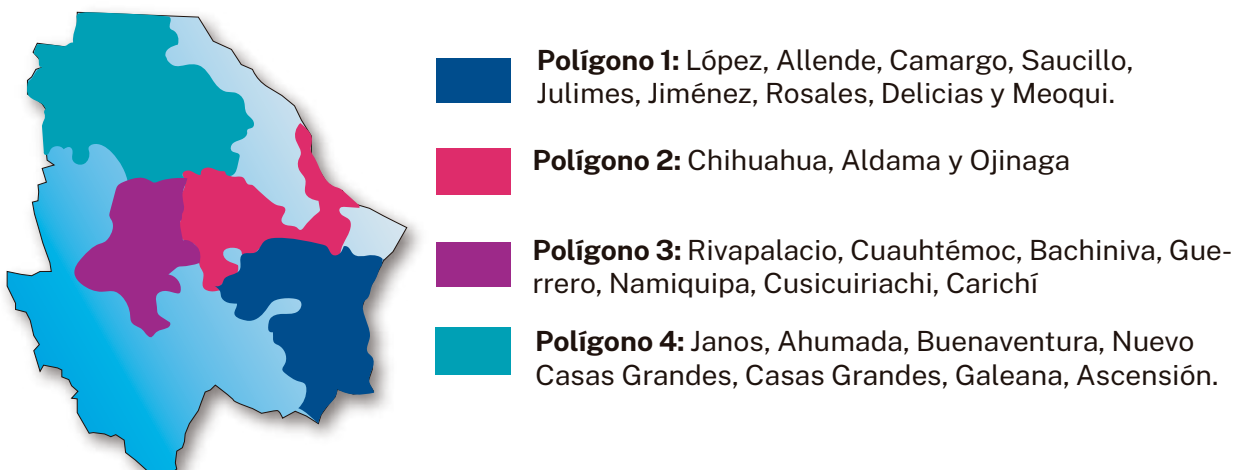 Polígono 1: López, Allende, Camargo, Saucillo,
Julimes, Jiménez, Rosales, Delicias y Meoqui.
Polígono 2: Chihuahua, Aldama y Ojinaga
Polígono 3: Rivapalacio, Cuauhtémoc, Bachiniva, Gue-
rrero, Namiquipa, Cusicuiriachi, Carichí
Polígono 4: Janos, Ahumada, Buenaventura, Nuevo
Casas Grandes, Casas Grandes, Galeana, Ascensión.